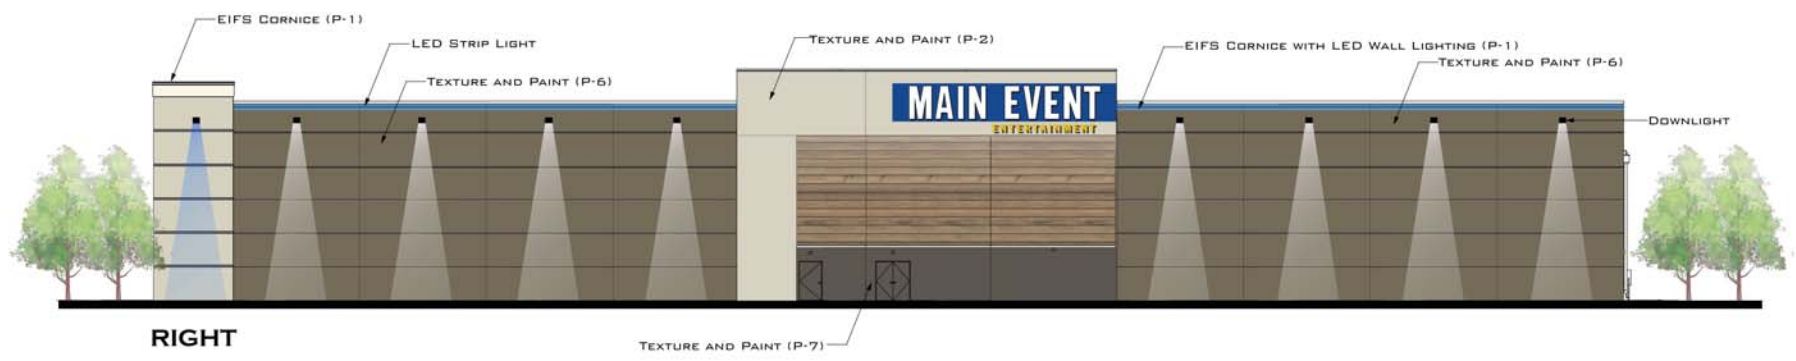 EIFS CORNICE (P-1)
LED STRIP LIGHT
TEXTURE AND PAINT (P-2)
EIFS CORNICE WITH LED WALL LIGHTING (P-1)
TEXTURE AND PAINT (P-6)
TEXTURE AND PAINT (P-6)
MAIN EVENT
ENTERTAINMENT
DOWNLIGHT
RIGHT
TEXTURE AND PAINT (P-7)